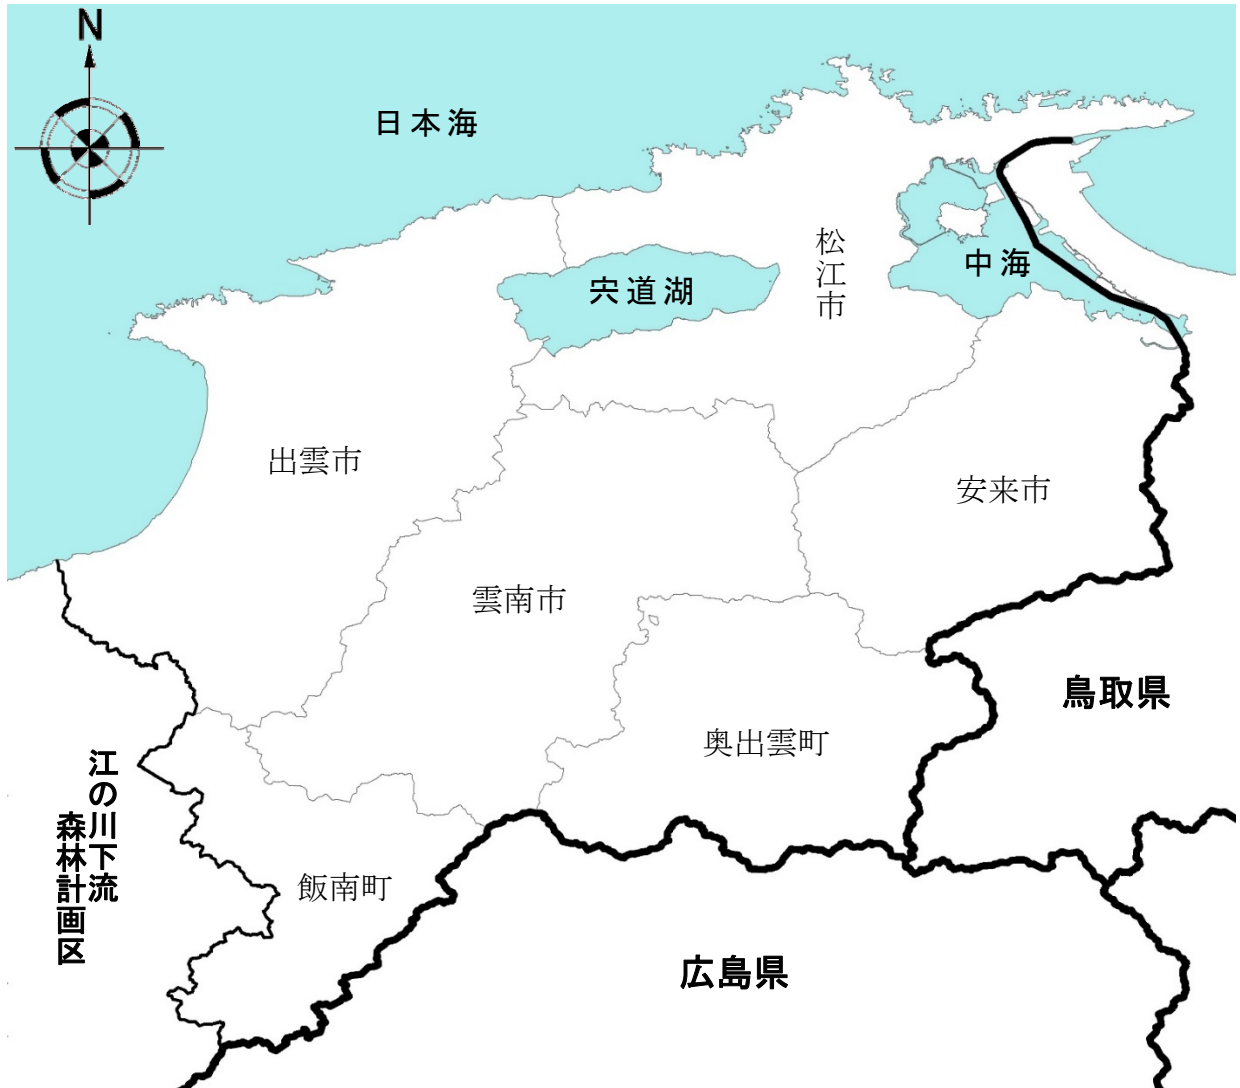 N
日本海
松江市
中海
宍道湖
出雲市
安来市
雲南市
鳥取県
奥出雲町
江の川下流
森林計画区
飯南町
広島県